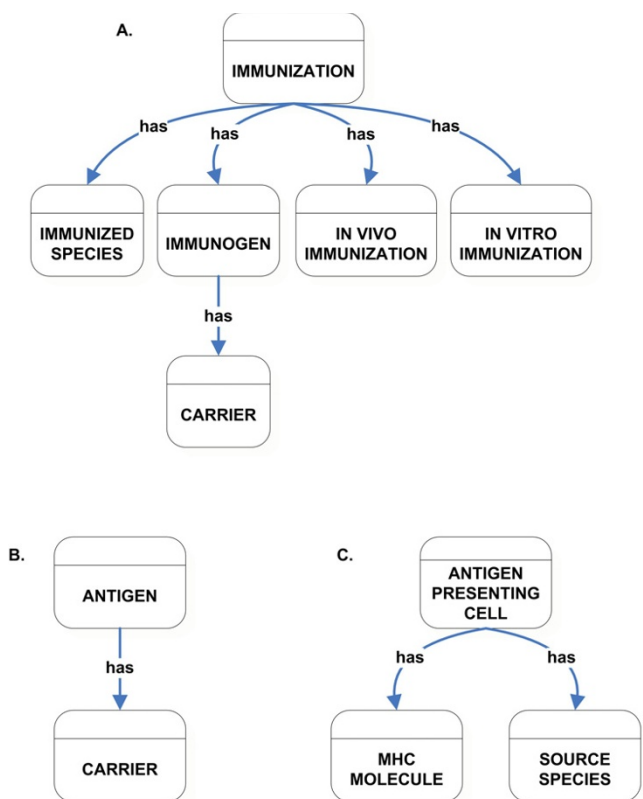 A.
IMMUNIZATION
has
has
has
has
IMMUNIZED
SPECIES
IMMUNOGEN
IN VIVO
IMMUNIZATION
IN VITRO
IMMUNIZATION
has
CARRIER
B.
ANTIGEN
has
CARRIER
C.
ANTIGEN
PRESENTING
CELL
has
has
MHC
MOLECULE
SOURCE
SPECIES